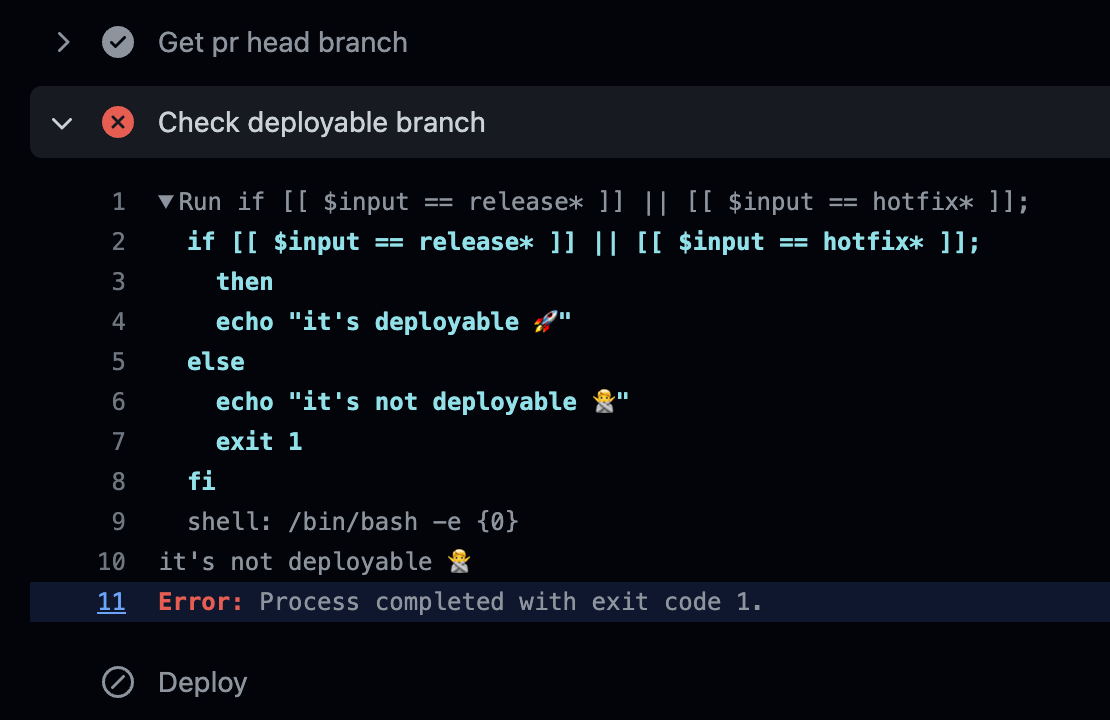 Get pr head branch
Check deployable branch
1 ▼Run if [[ $input == release* ]] || [[ $input == hotfix* ]];
2 if [[ $input == release* ]] || [[ $input == hotfix* ]];
3 then
4 echo "it's deployable 🚀"
5 else
6 echo "it's not deployable 🙅"
7 exit 1
8 fi
9 shell: /bin/bash -e {0}
10 it's not deployable 🙅
11 Error: Process completed with exit code 1.
Deploy